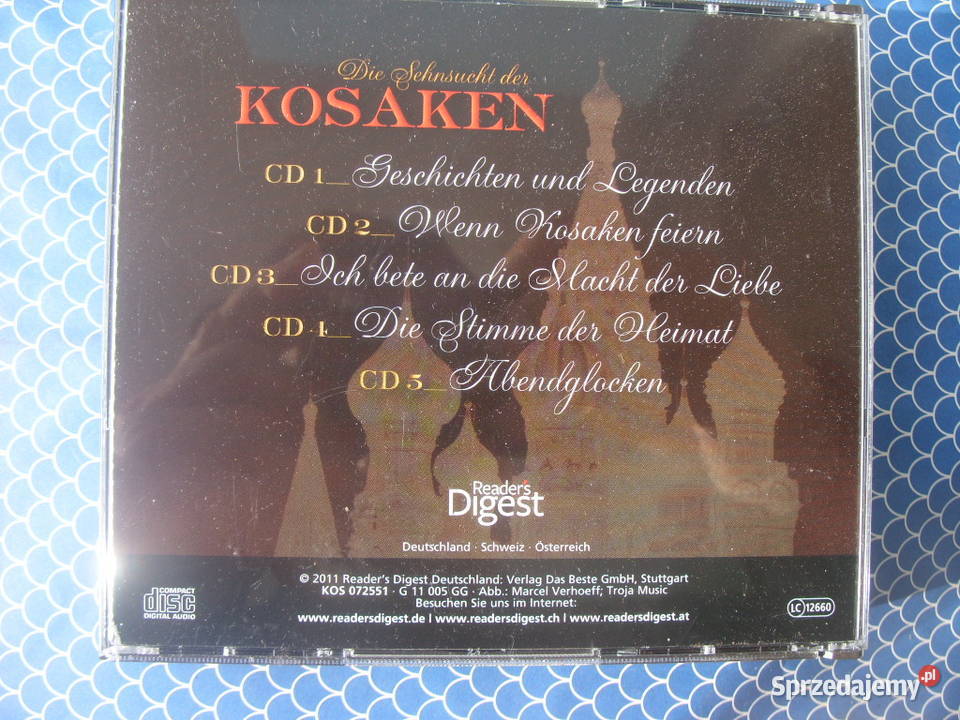 Die Sehnsucht der
KOSAKEN
CD 1_Geschichten und Legenden
CD 2_Wenn Kosaken feiern
CD 3_Ich bete an die Macht der Liebe
CD 4_Die Stimme der Heimat
CD 5_Abendglocken
Reader's
Digest
Deutschland · Schweiz · Österreich
© 2011 Reader's Digest Deutschland: Verlag Das Beste GmbH, Stuttgart
KOS 072551 · G 11 005 GG · Abb.: Marcel Verhoeff; Troja Music
Besuchen Sie uns im Internet:
www.readersdigest.de | www.readersdigest.ch | www.readersdigest.at
COMPACT
disc
DIGITAL AUDIO
LC 12660
Sprzedajemy.pl